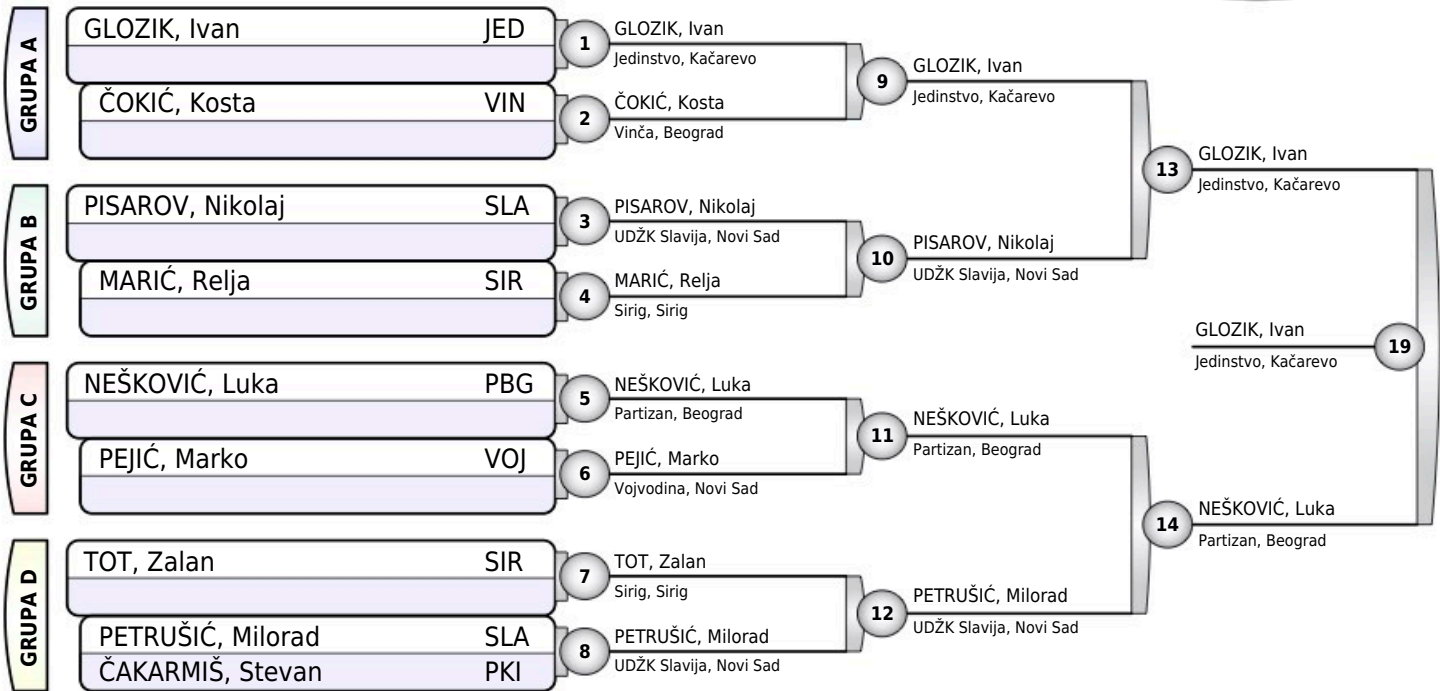 GRUPA A
GLOZIK, Ivan JED
ČOKIĆ, Kosta VIN
GRUPA B
PISAROV, Nikolaj SLA
MARIĆ, Relja SIR
GRUPA C
NEŠKOVIĆ, Luka PBG
PEJIĆ, Marko VOJ
GRUPA D
TOT, Zalan SIR
PETRUŠIĆ, Milorad SLA
ČAKARMIŠ, Stevan PKI
1
GLOZIK, Ivan
Jedinstvo, Kačarevo
2
ČOKIĆ, Kosta
Vinča, Beograd
3
PISAROV, Nikolaj
UDŽK Slavija, Novi Sad
4
MARIĆ, Relja
Sirig, Sirig
5
NEŠKOVIĆ, Luka
Partizan, Beograd
6
PEJIĆ, Marko
Vojvodina, Novi Sad
7
TOT, Zalan
Sirig, Sirig
8
PETRUŠIĆ, Milorad
UDŽK Slavija, Novi Sad
9
GLOZIK, Ivan
Jedinstvo, Kačarevo
10
PISAROV, Nikolaj
UDŽK Slavija, Novi Sad
11
NEŠKOVIĆ, Luka
Partizan, Beograd
12
PETRUŠIĆ, Milorad
UDŽK Slavija, Novi Sad
13
GLOZIK, Ivan
Jedinstvo, Kačarevo
14
NEŠKOVIĆ, Luka
Partizan, Beograd
GLOZIK, Ivan
Jedinstvo, Kačarevo
19